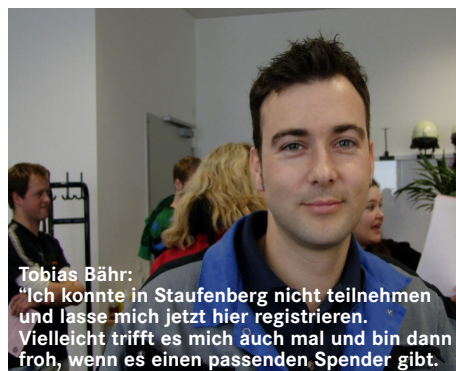 Tobias Bähr:
“Ich konnte in Staufenberg nicht teilnehmen
und lasse mich jetzt hier registrieren.
Vielleicht trifft es mich auch mal und bin dann
froh, wenn es einen passenden Spender gibt.